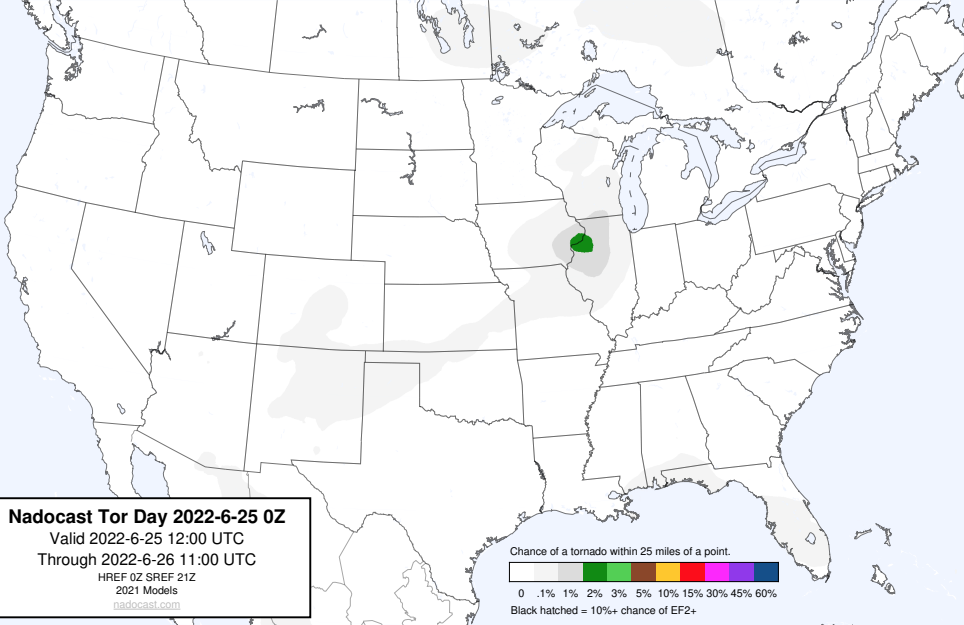 Nadocast Tor Day 2022-6-25 0Z
Valid 2022-6-25 12:00 UTC
Through 2022-6-26 11:00 UTC
HREF 0Z SREF 21Z
2021 Models
nadocast.com
Chance of a tornado within 25 miles of a point.
0 .1% 1% 2% 3% 5% 10% 15% 30% 45% 60%
Black hatched = 10%+ chance of EF2+